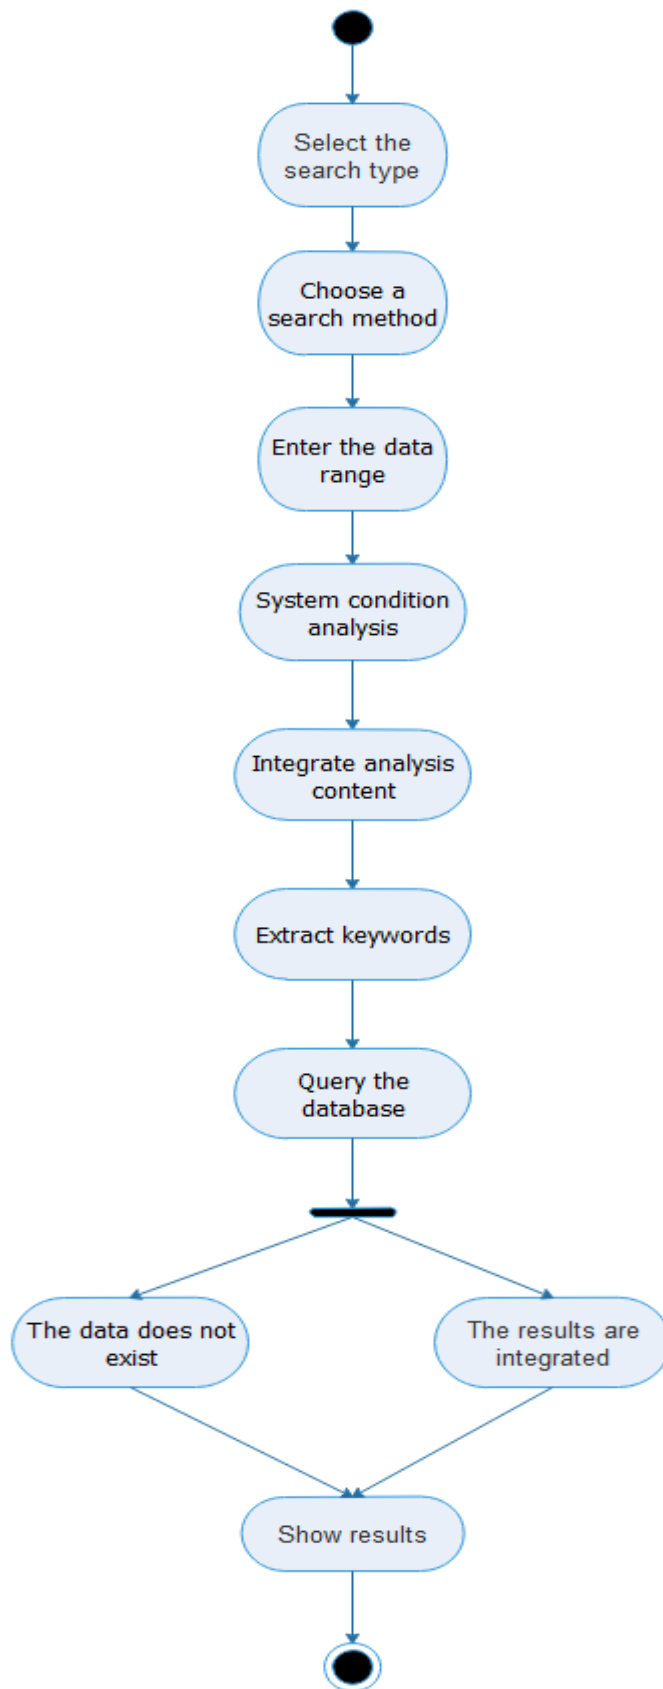 Select the
search type
Choose a
search method
Enter the data
range
System condition
analysis
Integrate analysis
content
Extract keywords
Query the
database
The data does not
exist
The results are
integrated
Show results